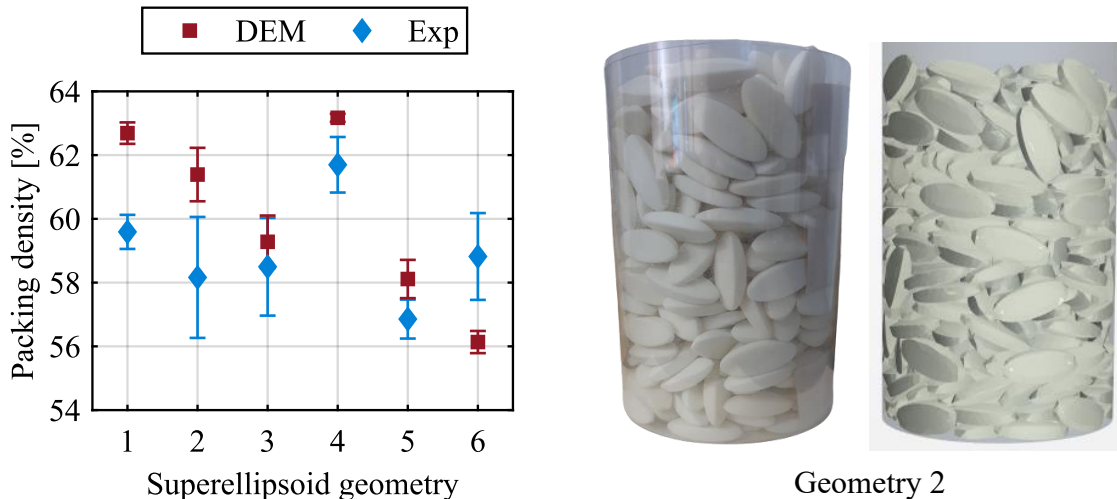 DEM Exp
64
62
60
58
56
54
Packing density [%]
1 2 3 4 5 6
Superellipsoid geometry
Geometry 2